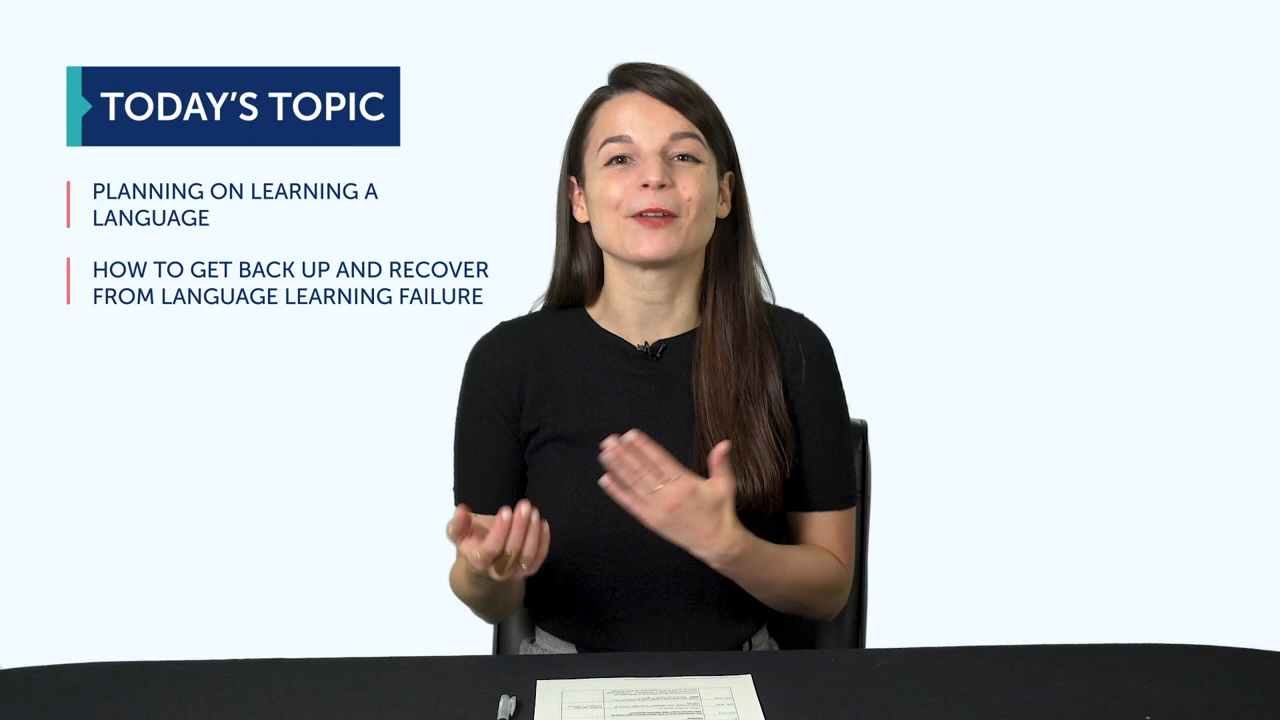 TODAY'S TOPIC
PLANNING ON LEARNING A
LANGUAGE
HOW TO GET BACK UP AND RECOVER
FROM LANGUAGE LEARNING FAILURE